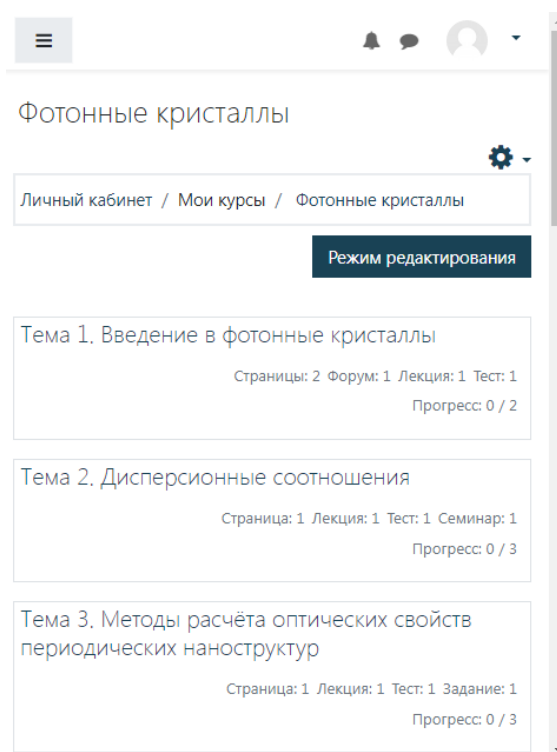 Фотонные кристаллы
Личный кабинет / Мои курсы / Фотонные кристаллы
Режим редактирования
Тема 1. Введение в фотонные кристаллы
Страницы: 2 Форум: 1 Лекция: 1 Тест: 1
Прогресс: 0 / 2
Тема 2. Дисперсионные соотношения
Страница: 1 Лекция: 1 Тест: 1 Семинар: 1
Прогресс: 0 / 3
Тема 3. Методы расчёта оптических свойств
периодических наноструктур
Страница: 1 Лекция: 1 Тест: 1 Задание: 1
Прогресс: 0 / 3